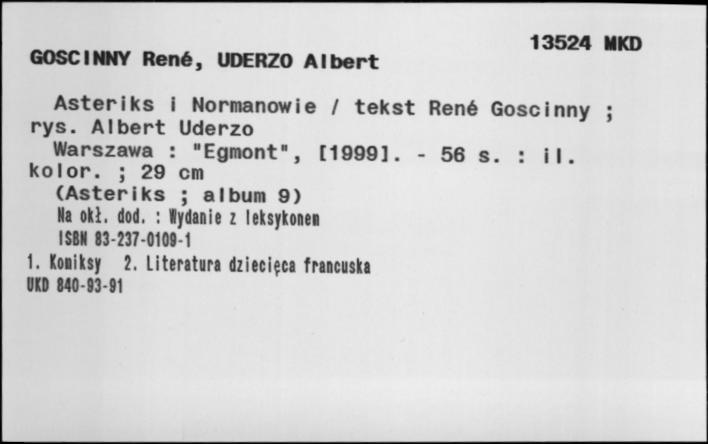 13524 MKD
GOSCINNY René, UDERZO Albert
Asteriks i Normanowie / tekst René Goscinny ;
rys. Albert Uderzo
Warszawa : "Egmont", [1999]. - 56 s. : il.
kolor. ; 29 cm
(Asteriks ; album 9)
Na okł. dod. : Wydanie z leksykonem
ISBN 83-237-0109-1
1. Komiksy 2. Literatura dziecięca francuska
UKD 840-93-91